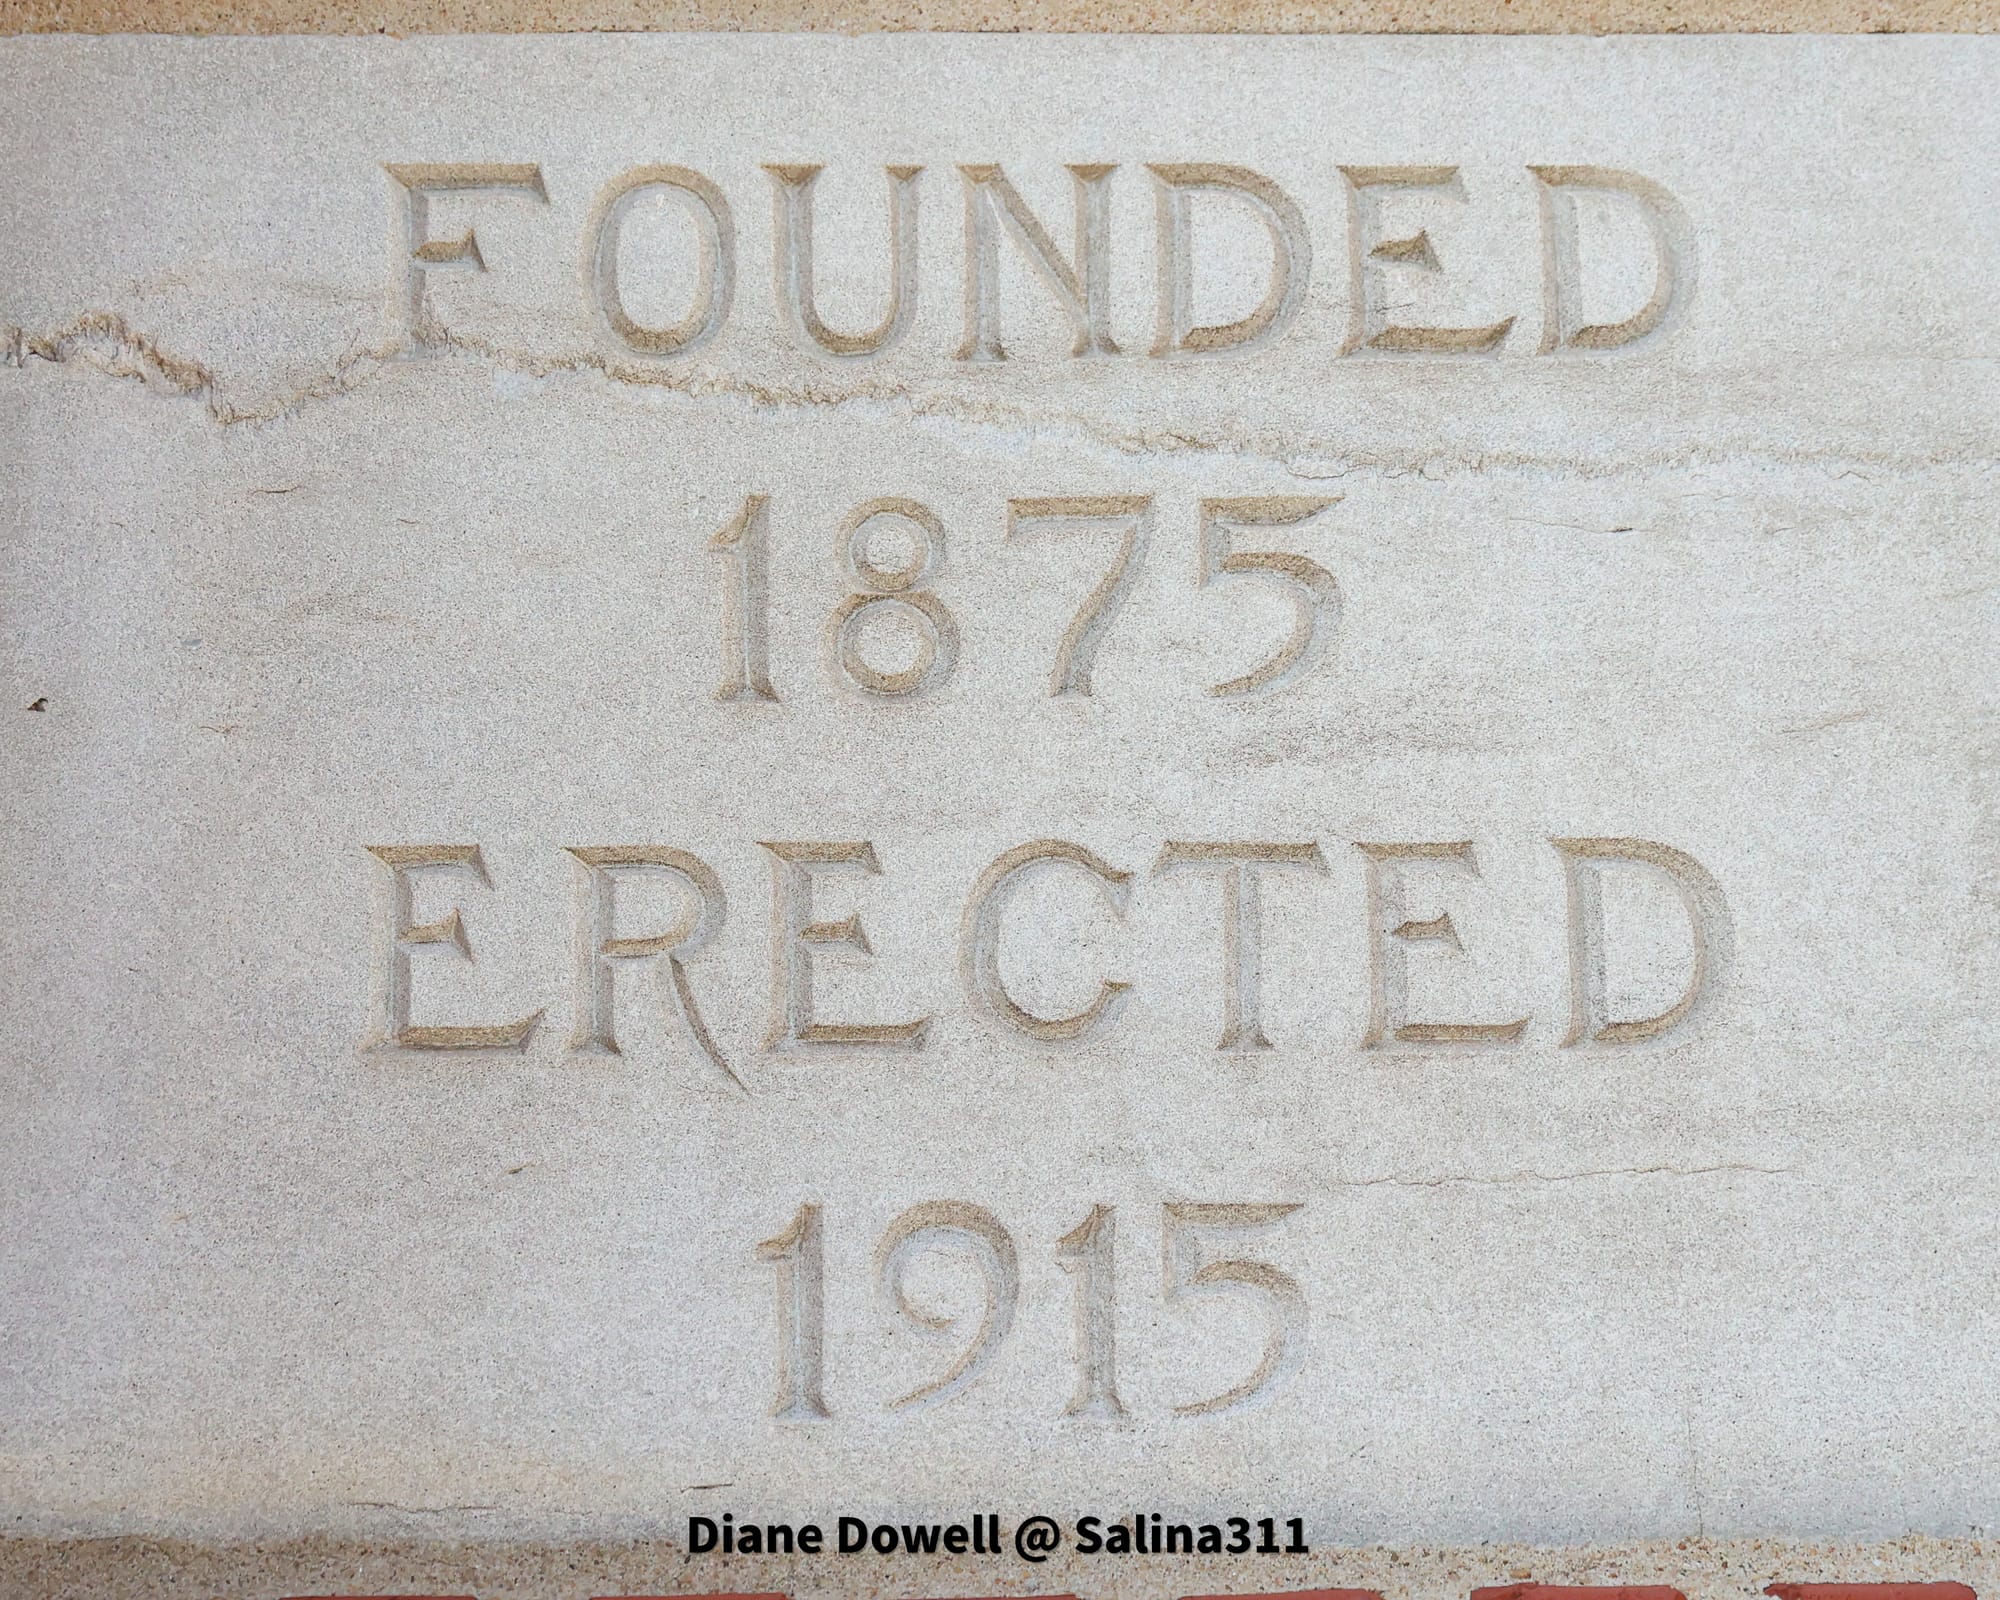 FOUNDED
1875
ERECTED
1915
Diane Dowell @ Salina311